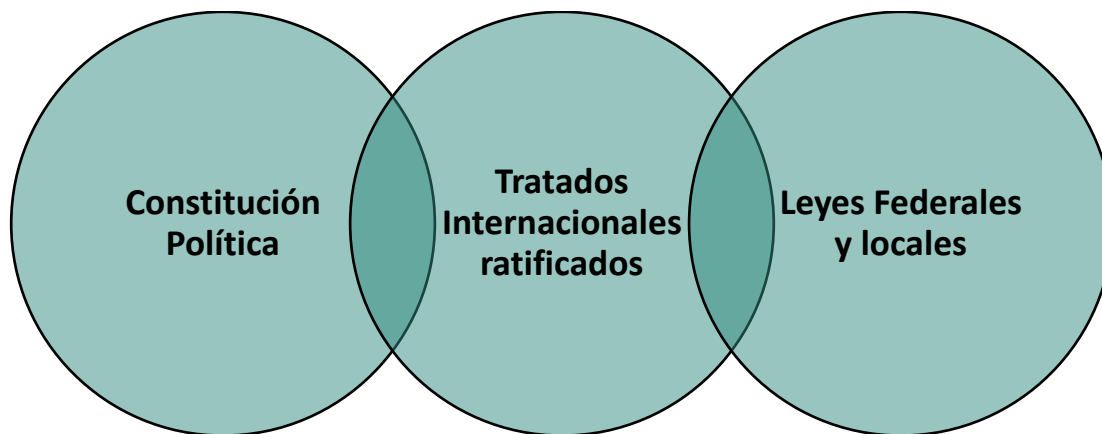 Constitución
Política
Tratados
Internacionales
ratificados
Leyes Federales
y locales